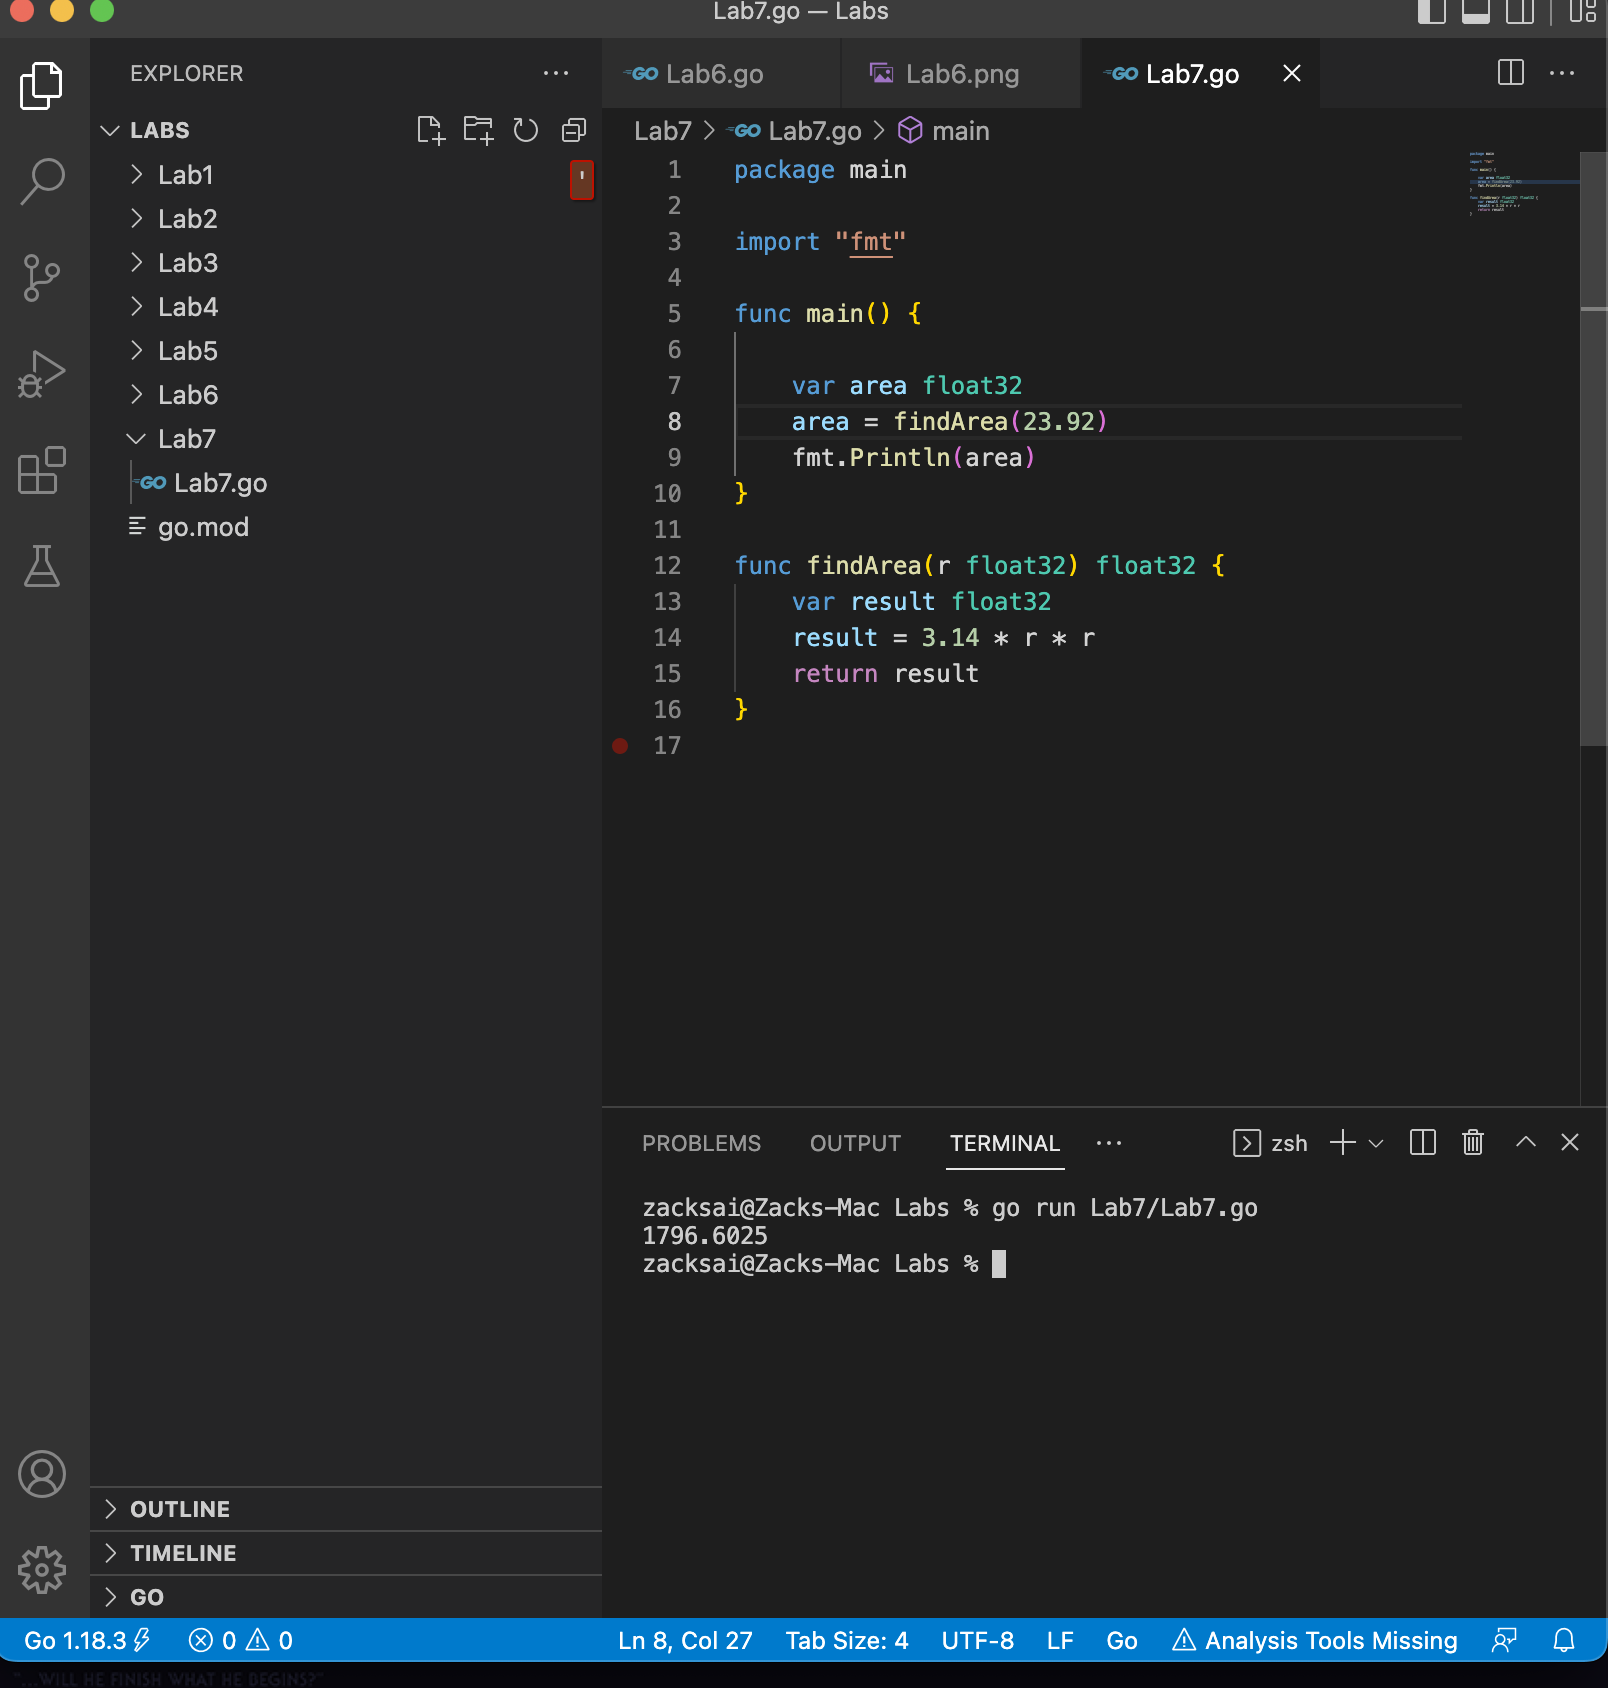 Lab7.go — Labs
EXPLORER
LABS
Lab1
Lab2
Lab3
Lab4
Lab5
Lab6
Lab7
GO Lab7.go
go.mod
OUTLINE
TIMELINE
GO
GO Lab6.go
Lab6.png
GO Lab7.go
Lab7 > GO Lab7.go > main
1 package main
2
3 import "fmt"
4
5 func main() {
6
7 var area float32
8 area = findArea(23.92)
9 fmt.Println(area)
10 }
11
12 func findArea(r float32) float32 {
13 var result float32
14 result = 3.14 * r * r
15 return result
16 }
17
PROBLEMS OUTPUT TERMINAL
zsh
zacksai@Zacks-Mac Labs % go run Lab7/Lab7.go
1796.6025
zacksai@Zacks-Mac Labs %
Go 1.18.3 0 0 Ln 8, Col 27 Tab Size: 4 UTF-8 LF Go Analysis Tools Missing
"...WILL HE FINISH WHAT HE BEGINS?"